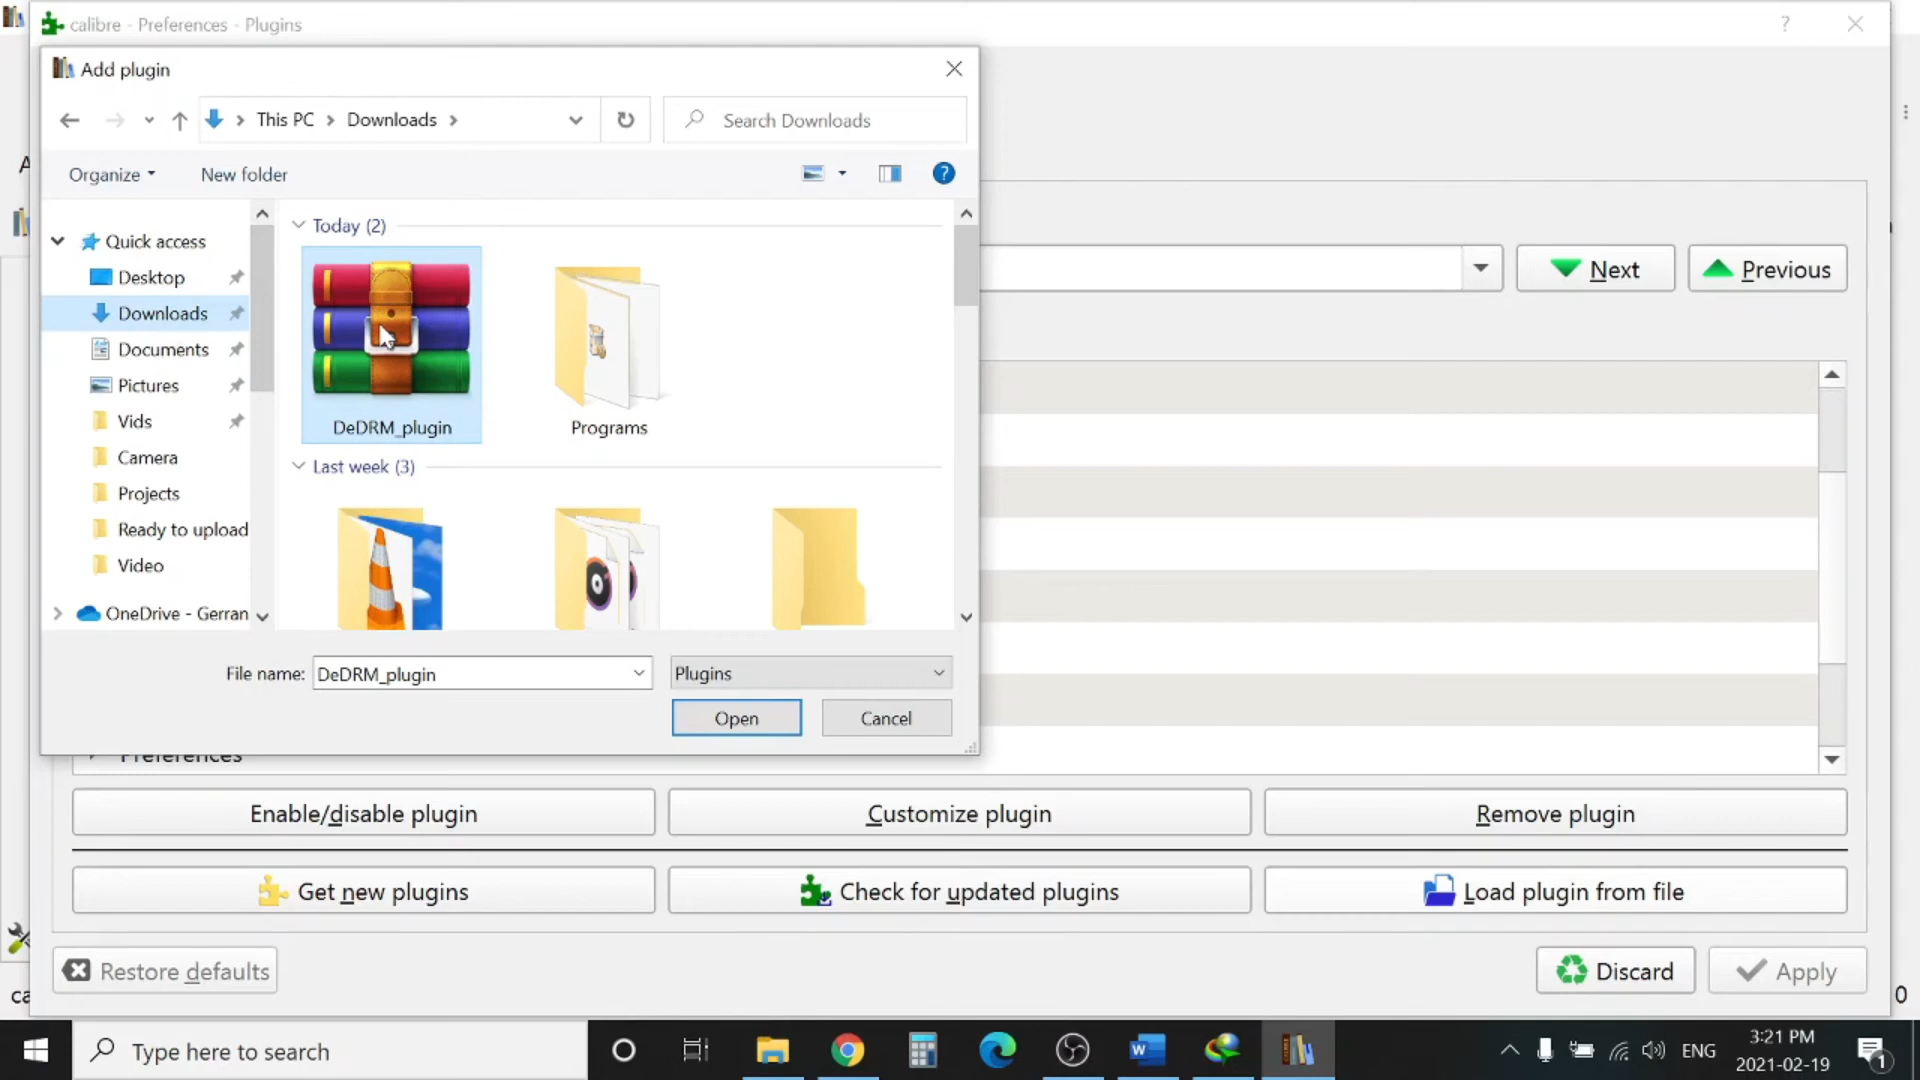 calibre - Preferences - Plugins
?
Add plugin
This PC
Downloads
Search Downloads
Organize
New folder
?
Quick access
Desktop
Downloads
Documents
Pictures
Vids
Camera
Projects
Ready to upload
Video
OneDrive - Gerran
Today (2)
DeDRM_plugin
Programs
Last week (3)
File name:
DeDRM_plugin
Plugins
Open
Cancel
Next
Previous
Preferences
Enable/disable plugin
Customize plugin
Remove plugin
Get new plugins
Check for updated plugins
Load plugin from file
Restore defaults
Discard
Apply
A
ca
0
Type here to search
W
ENG
3:21 PM
2021-02-19
1